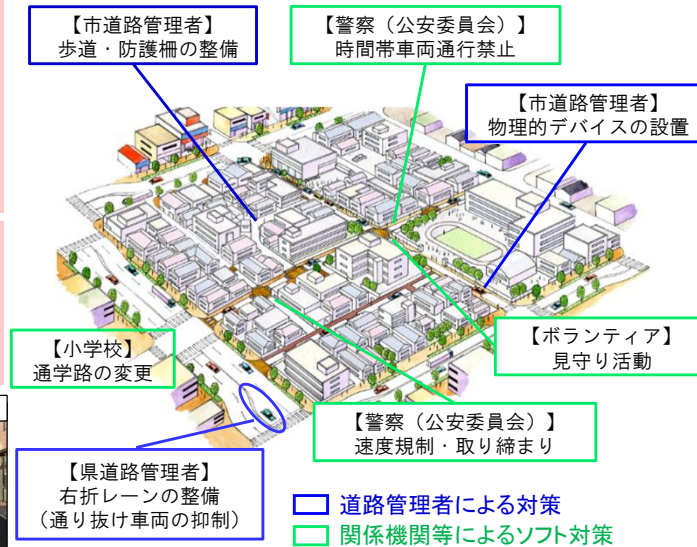 【市道路管理者】
歩道・防護柵の整備
【警察（公安委員会）】
時間帯車両通行禁止
【市道路管理者】
物理的デバイスの設置
【小学校】
通学路の変更
【ボランティア】
見守り活動
【警察（公安委員会）】
速度規制・取り締まり
【県道路管理者】
右折レーンの整備
（通り抜け車両の抑制）
道路管理者による対策
関係機関等によるソフト対策